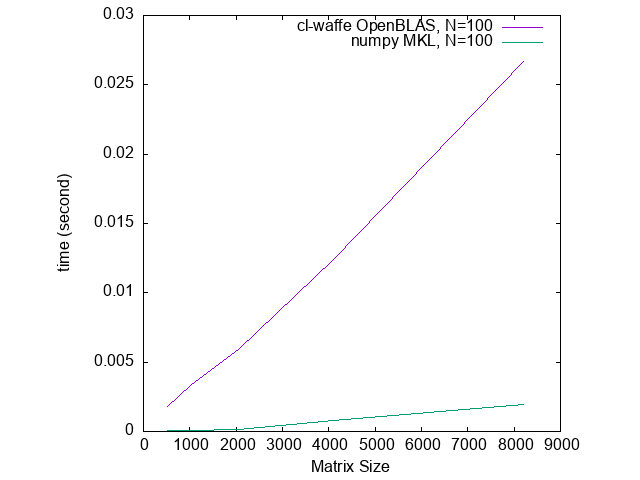 0.03
cl-waffe OpenBLAS, N=100
numpy MKL, N=100
0.025
0.02
0.015
0.01
0.005
0
time (second)
0 1000 2000 3000 4000 5000 6000 7000 8000 9000
Matrix Size